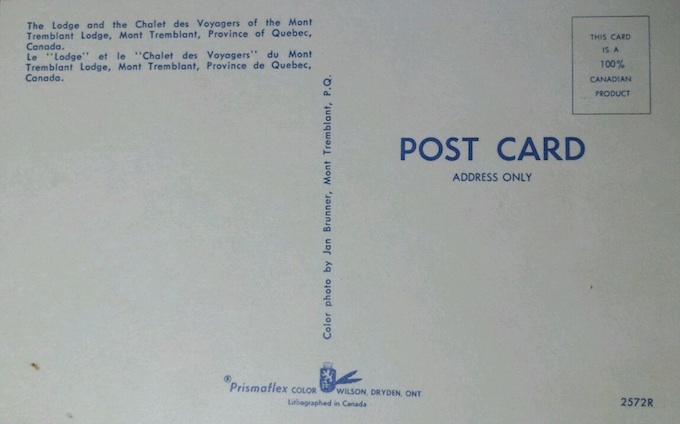 The Lodge and the Chalet des Voyagers of the Mont
Tremblant Lodge, Mont Tremblant, Province of Quebec,
Canada.
Le "Lodge" et le "Chalet des Voyagers" du Mont
Tremblant Lodge, Mont Tremblant, Province de Quebec,
Canada.
Color photo by Jan Brunner, Mont Tremblant, P.Q.
THIS CARD
IS A
100%
CANADIAN
PRODUCT
POST CARD
ADDRESS ONLY
®Prismaflex COLOR WILSON, DRYDEN, ONT
Lithographed in Canada
2572R